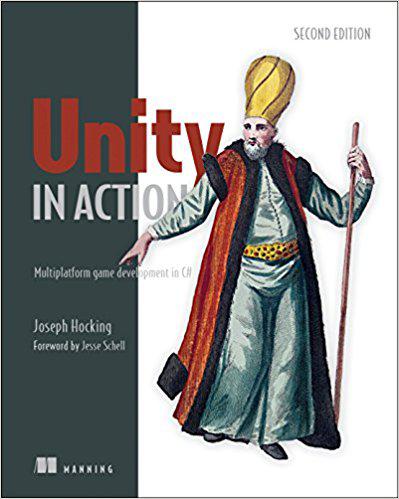 SECOND EDITION
Unity
IN ACTION
Multiplatform game development in C#
Joseph Hocking
Foreword by Jesse Schell
MANNING